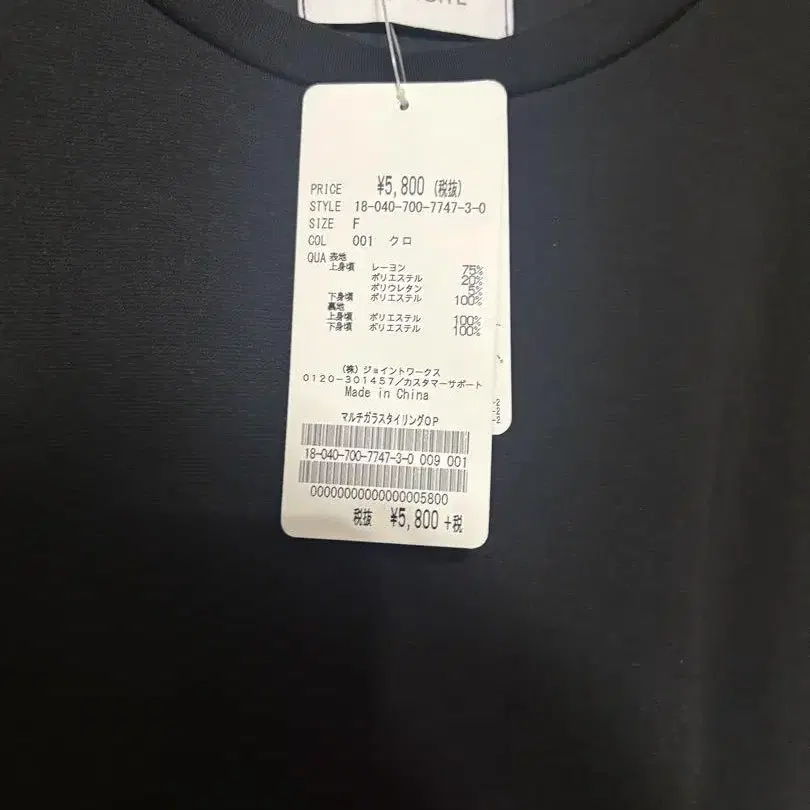 PRICE ¥5,800 (税抜)
STYLE 18-040-700-7747-3-0
SIZE F
COL 001 クロ
QUA 表地
上身頃 レーヨン 75%
ポリエステル 20%
ポリウレタン 5%
下身頃 ポリエステル 100%
裏地
上身頃 ポリエステル 100%
下身頃 ポリエステル 100%
(株)ジョイントワークス
0120-301457/カスタマーサポート
Made in China
マルチガラスタイリングOP
18-040-700-7747-3-0 009 001
00000000000000005800
税抜 ¥5,800+税